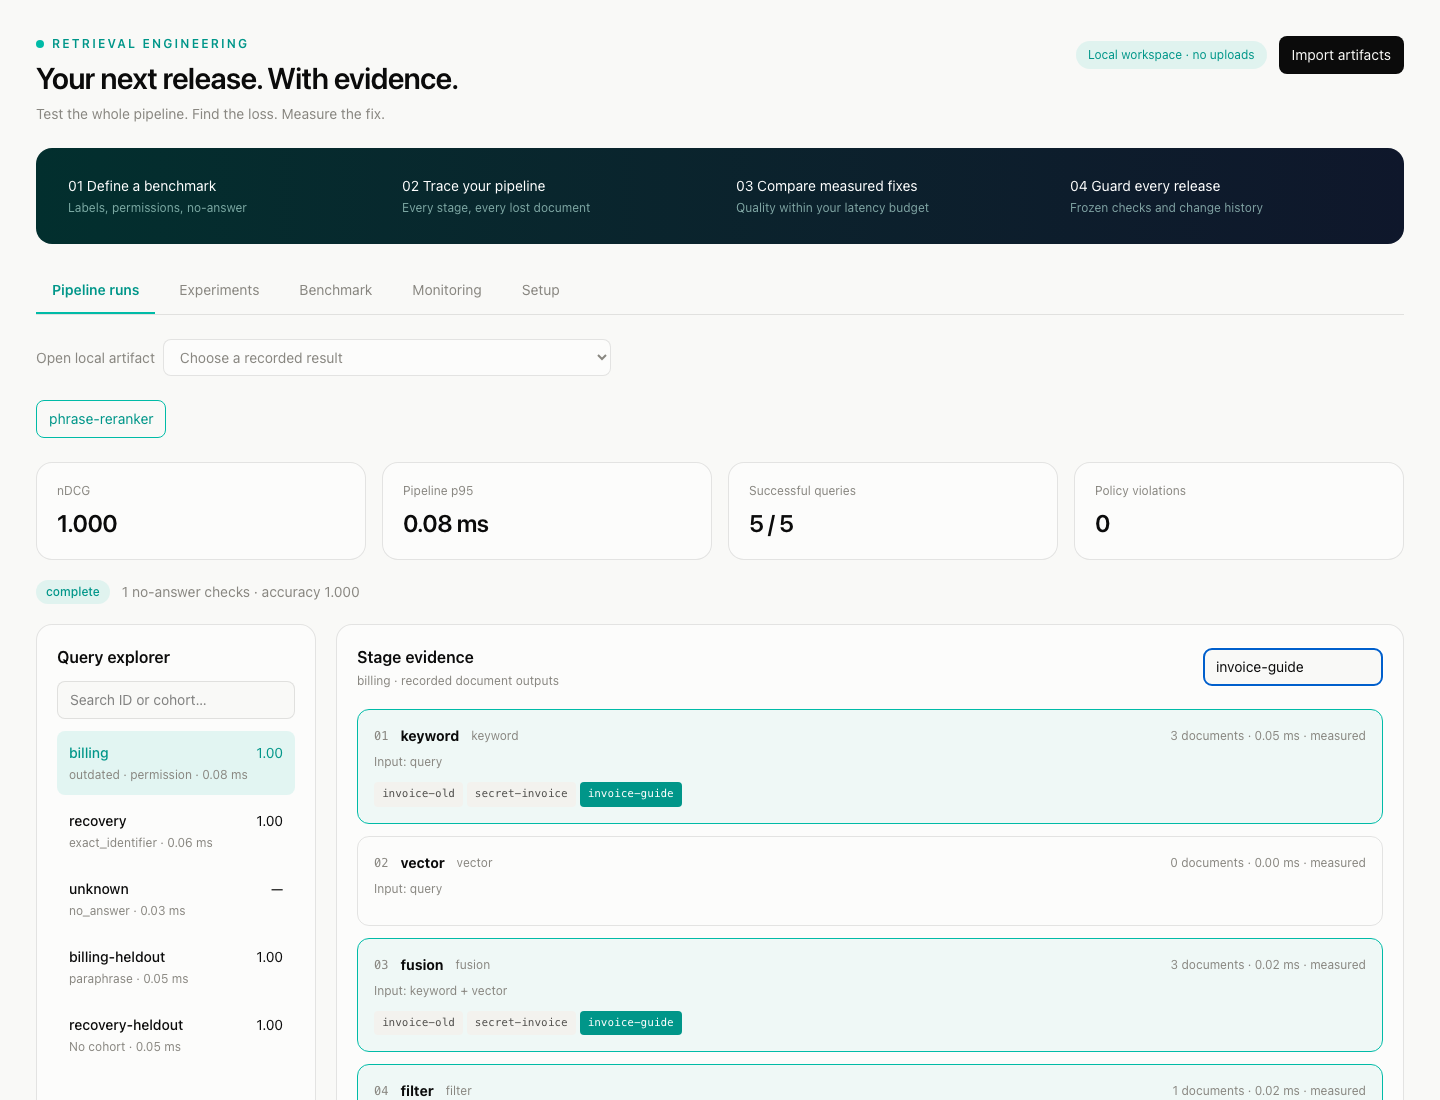 RETRIEVAL ENGINEERING
Your next release. With evidence.
Test the whole pipeline. Find the loss. Measure the fix.
Local workspace · no uploads
Import artifacts
01 Define a benchmark
Labels, permissions, no-answer
02 Trace your pipeline
Every stage, every lost document
03 Compare measured fixes
Quality within your latency budget
04 Guard every release
Frozen checks and change history
Pipeline runs
Experiments
Benchmark
Monitoring
Setup
Open local artifact
Choose a recorded result
phrase-reranker
nDCG
1.000
Pipeline p95
0.08 ms
Successful queries
5 / 5
Policy violations
0
complete
1 no-answer checks · accuracy 1.000
Query explorer
Search ID or cohort...
billing 1.00
outdated · permission · 0.08 ms
recovery 1.00
exact_identifier · 0.06 ms
unknown —
no_answer · 0.03 ms
billing-heldout 1.00
paraphrase · 0.05 ms
recovery-heldout 1.00
No cohort · 0.05 ms
Stage evidence
billing · recorded document outputs
invoice-guide
01 keyword keyword 3 documents · 0.05 ms · measured
Input: query
invoice-old secret-invoice invoice-guide
02 vector vector 0 documents · 0.00 ms · measured
Input: query
03 fusion fusion 3 documents · 0.02 ms · measured
Input: keyword + vector
invoice-old secret-invoice invoice-guide
04 filter filter 1 documents · 0.02 ms · measured